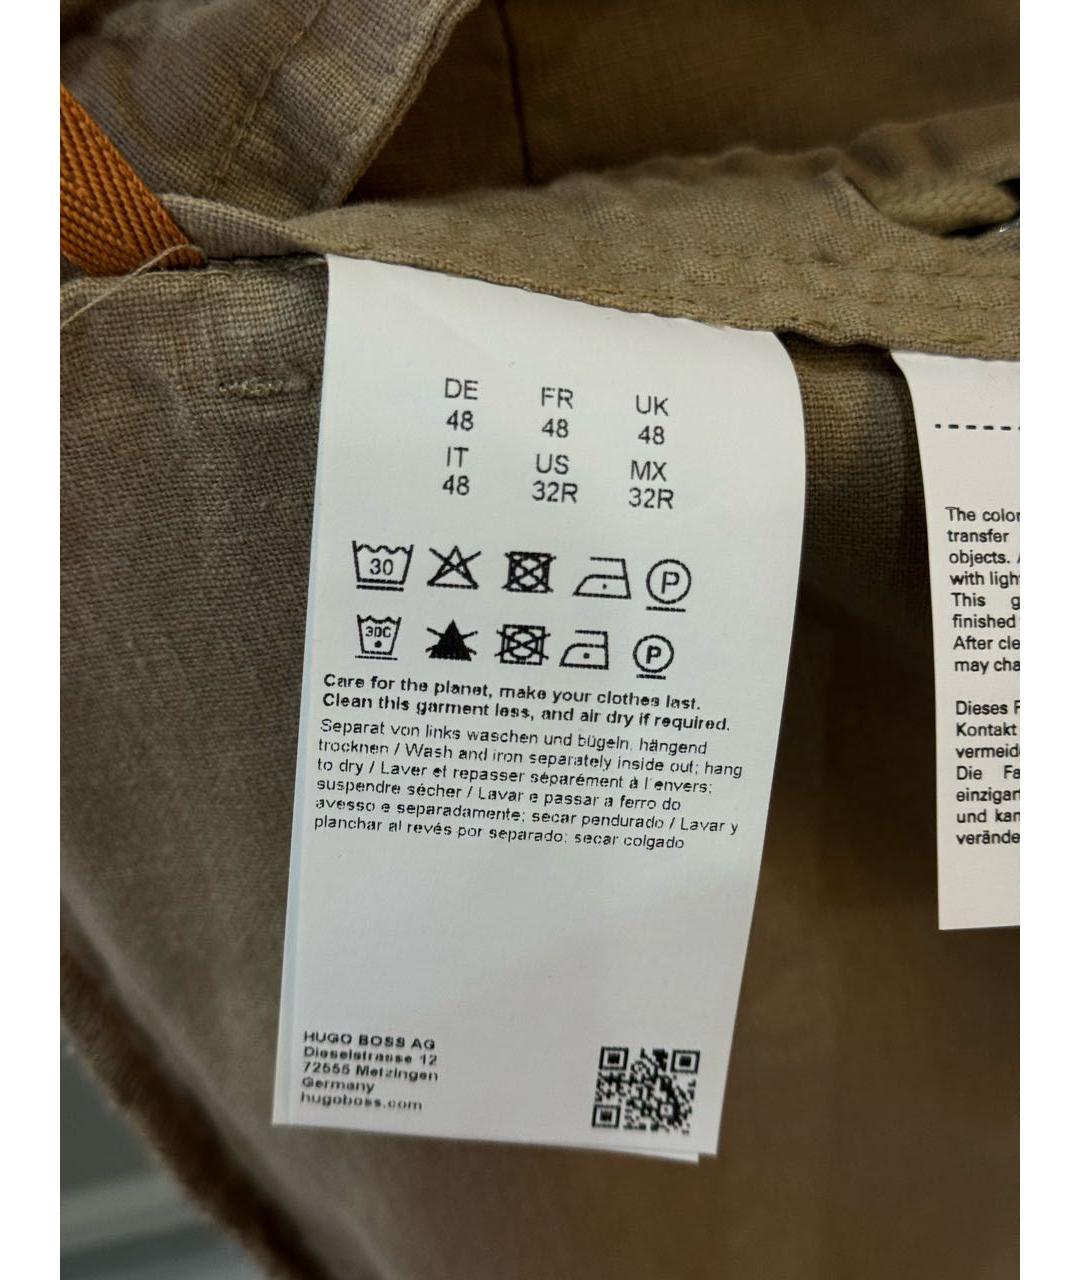 DE FR UK
48 48 48
IT US MX
48 32R 32R
30 P
30C P
Care for the planet, make your clothes last.
Clean this garment less, and air dry if required.
Separat von links waschen und bügeln, hängend
trocknen / Wash and iron separately inside out; hang
to dry / Laver et repasser séparément à l'envers;
suspendre sécher / Lavar e passar a ferro do
avesso e separadamente; secar pendurado / Lavar y
planchar al revés por separado; secar colgado
HUGO BOSS AG
Dieselstrasse 12
72555 Metzingen
Germany
hugoboss.com
The color
transfer
objects.
with ligh
This g
finished
After cle
may cha
Dieses F
Kontakt
vermeide
Die Fa
einzigart
und kan
verände